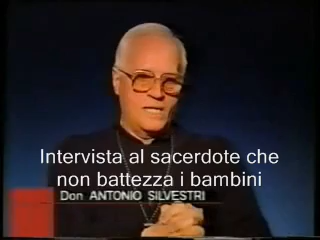 Intervista al sacerdote che
non battezza i bambini
Don ANTONIO SILVESTRI